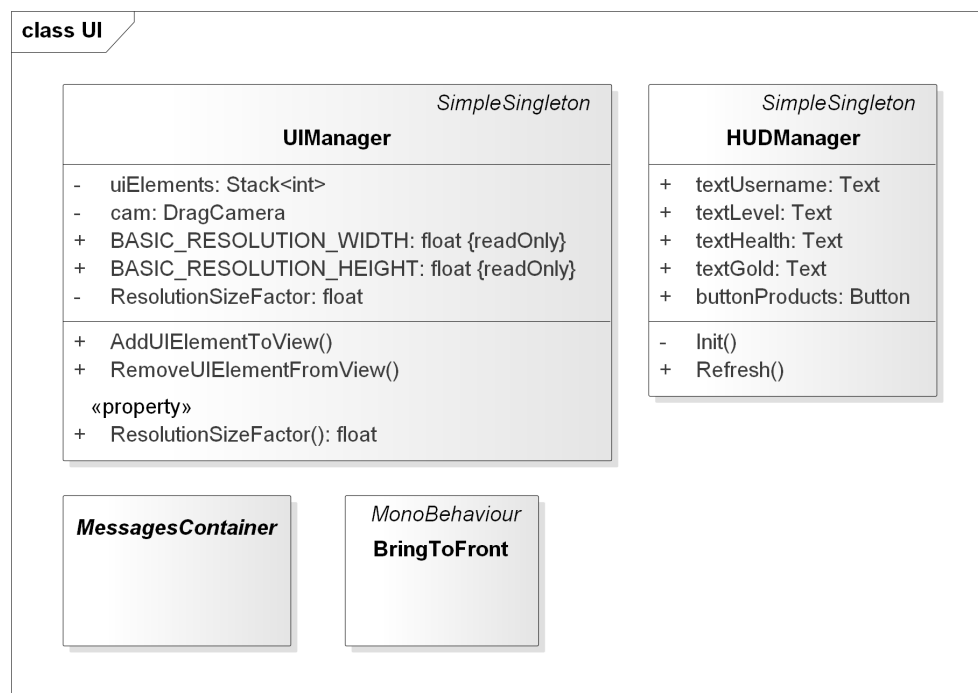 class UI
SimpleSingleton
UIManager
- uiElements: Stack<int>
- cam: DragCamera
+ BASIC_RESOLUTION_WIDTH: float {readOnly}
+ BASIC_RESOLUTION_HEIGHT: float {readOnly}
- ResolutionSizeFactor: float
+ AddUIElementToView()
+ RemoveUIElementFromView()
«property»
+ ResolutionSizeFactor(): float
SimpleSingleton
HUDManager
+ textUsername: Text
+ textLevel: Text
+ textHealth: Text
+ textGold: Text
+ buttonProducts: Button
- Init()
+ Refresh()
MessagesContainer
MonoBehaviour
BringToFront